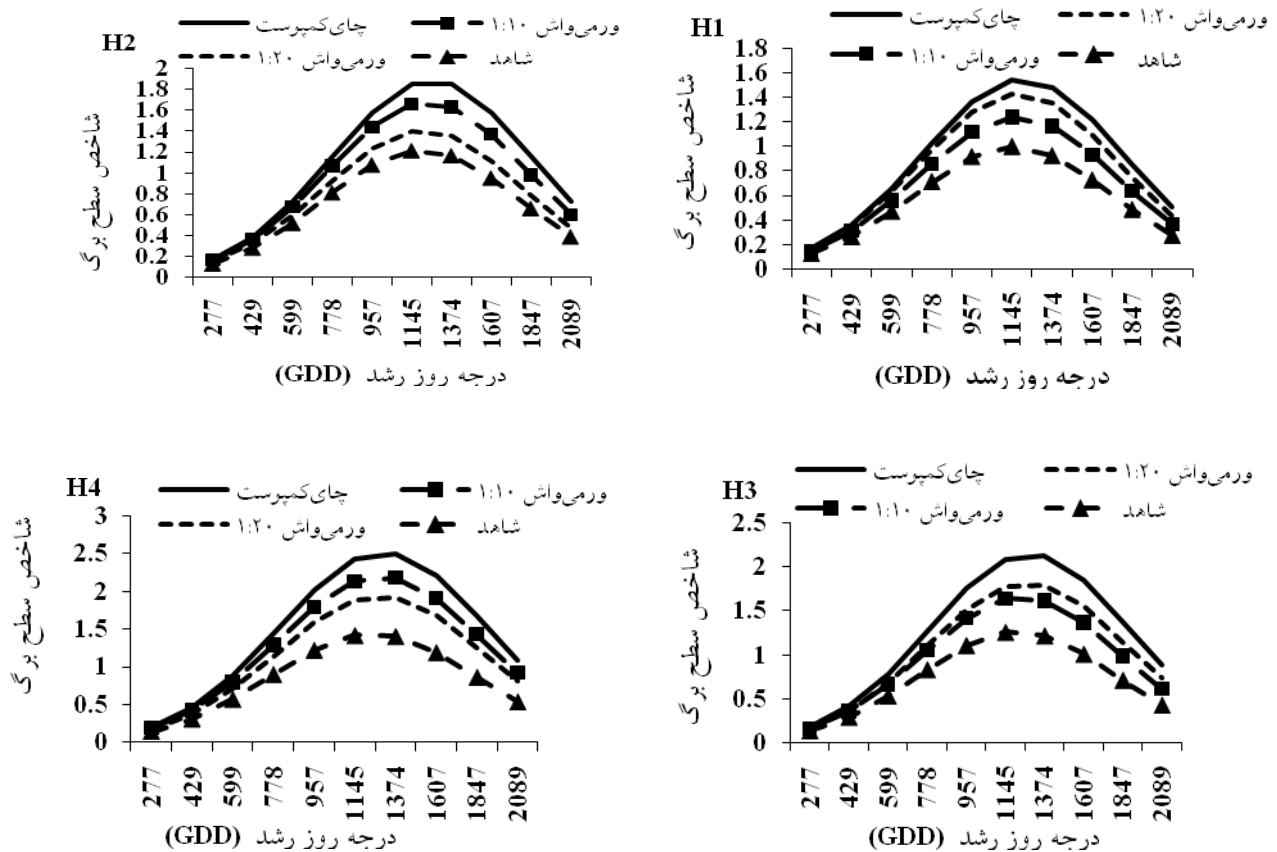 H2
چای‌کمپوست
ورمی‌واش ۱:۱۰
ورمی‌واش ۱:۲۰
شاهد
شاخص سطح برگ
2
1.8
1.6
1.4
1.2
1
0.8
0.6
0.4
0.2
0
277 429 599 778 957 1145 1374 1607 1847 2089
درجه روز رشد (GDD)
H1
چای‌کمپوست
ورمی‌واش ۱:۲۰
ورمی‌واش ۱:۱۰
شاهد
شاخص سطح برگ
1.8
1.6
1.4
1.2
1
0.8
0.6
0.4
0.2
0
277 429 599 778 957 1145 1374 1607 1847 2089
درجه روز رشد (GDD)
H4
چای‌کمپوست
ورمی‌واش ۱:۱۰
ورمی‌واش ۱:۲۰
شاهد
شاخص سطح برگ
3
2.5
2
1.5
1
0.5
0
277 429 599 778 957 1145 1374 1607 1847 2089
درجه روز رشد (GDD)
H3
چای‌کمپوست
ورمی‌واش ۱:۲۰
ورمی‌واش ۱:۱۰
شاهد
شاخص سطح برگ
2.5
2
1.5
1
0.5
0
277 429 599 778 957 1145 1374 1607 1847 2089
درجه روز رشد (GDD)